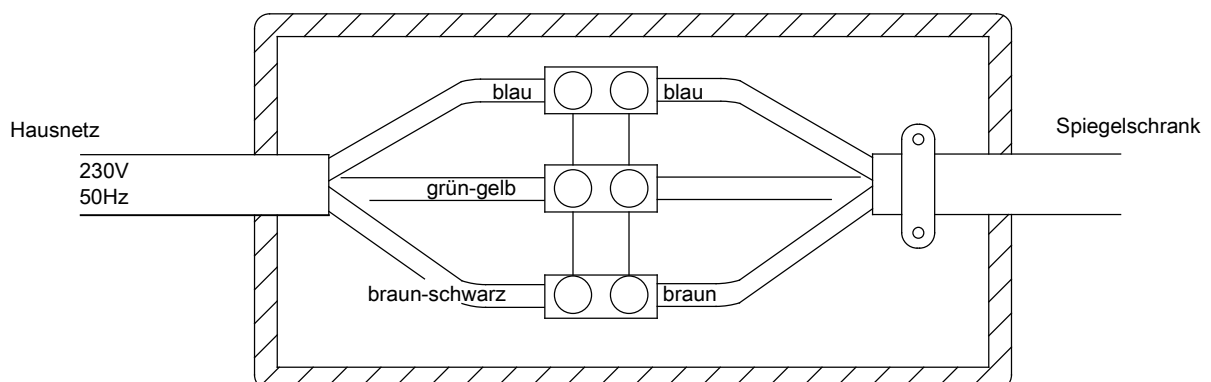 blau
blau
Hausnetz
Spiegelschrank
230V
50Hz
grün-gelb
braun-schwarz
braun